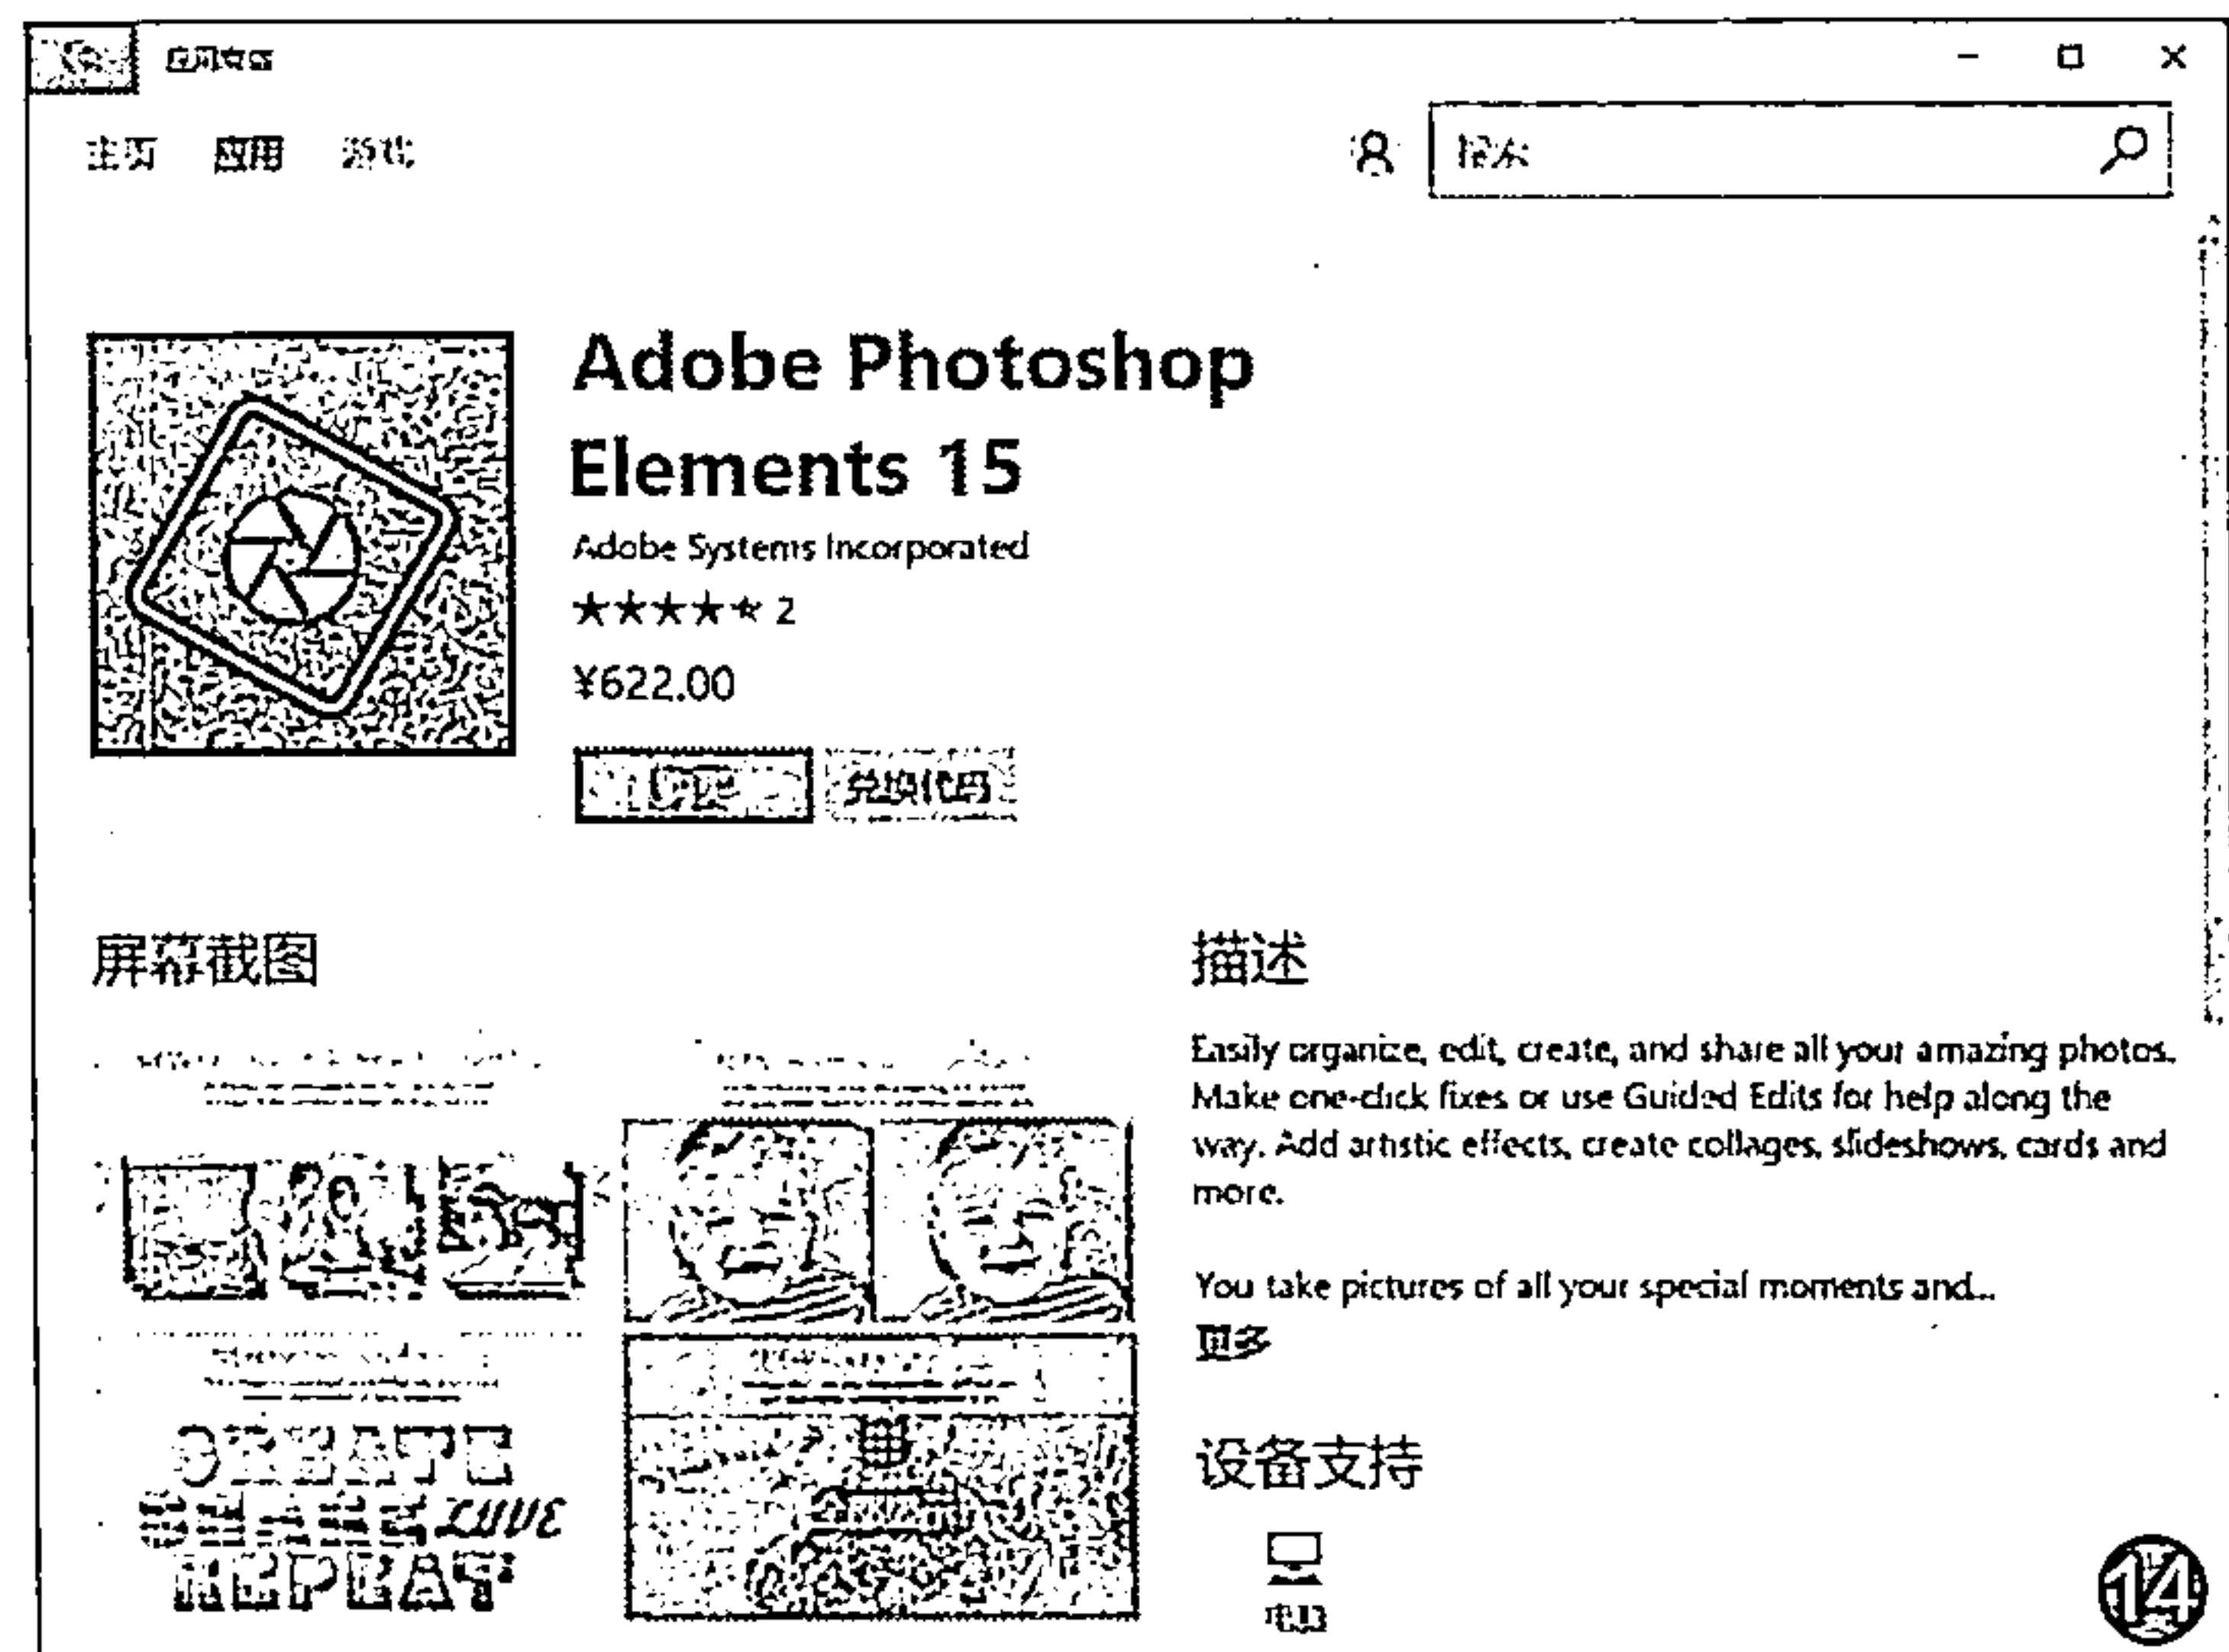 应用商店
主页 应用 游戏
搜索
Adobe Photoshop
Elements 15
Adobe Systems Incorporated
★★★★★ 2
¥622.00
兑换代码
屏幕截图
描述
Easily organize, edit, create, and share all your amazing photos.
Make one-click fixes or use Guided Edits for help along the
way. Add artistic effects, create collages, slideshows, cards and
more.
You take pictures of all your special moments and...
更多
CREATE
SHARE LOVE
REPEAT
设备支持
电脑
14